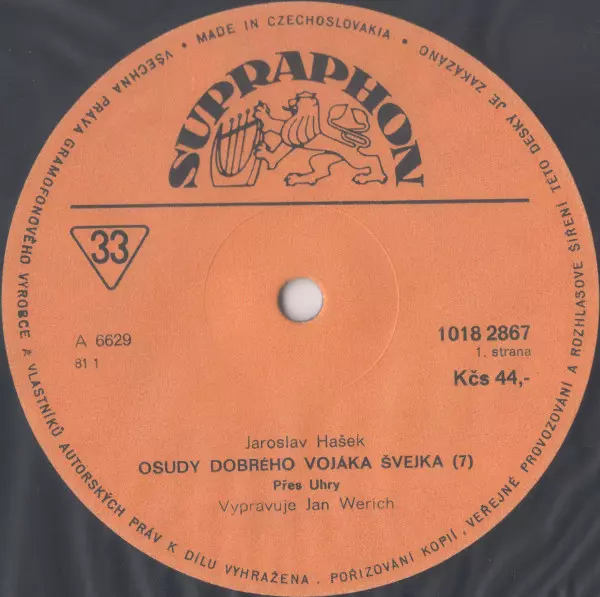 MADE IN CZECHOSLOVAKIA
VŠECHNA PRÁVA GRAMOFONOVÉHO VÝROBCE A VLASTNÍKŮ AUTORSKÝCH PRÁV K DÍLU VYHRAŽENA. POŘIZOVÁNÍ KOPIÍ, VEŘEJNÉ PROVOZOVÁNÍ A ROZHLASOVÉ ŠÍŘENÍ TÉTO DESKY JE ZAKÁZÁNO
SUPRAPHON
33
A 6629
81 1
1018 2867
1. strana
Kčs 44,-
Jaroslav Hašek
OSUDY DOBRÉHO VOJÁKA ŠVEJKA (7)
Přes Uhry
Vypravuje Jan Werich